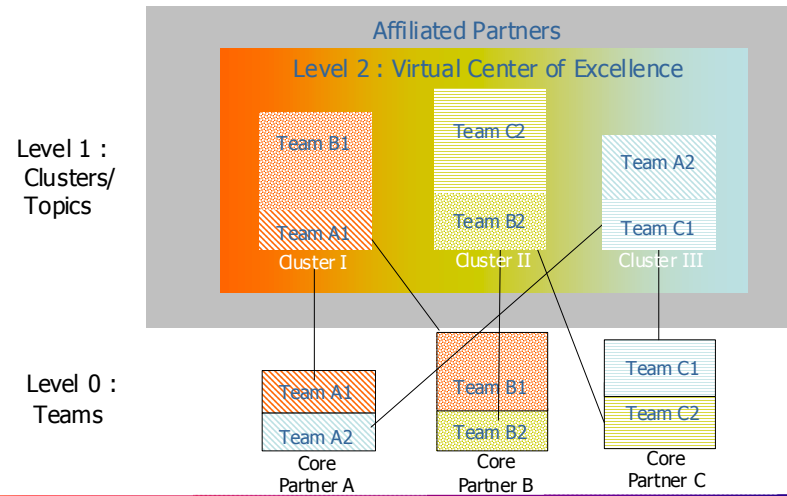 Affiliated Partners
Level 2 : Virtual Center of Excellence
Level 1 :
Clusters/
Topics
Team B1
Team A1
Cluster I
Team C2
Team B2
Cluster II
Team A2
Team C1
Cluster III
Level 0 :
Teams
Team A1
Team A2
Core
Partner A
Team B1
Team B2
Core
Partner B
Team C1
Team C2
Core
Partner C